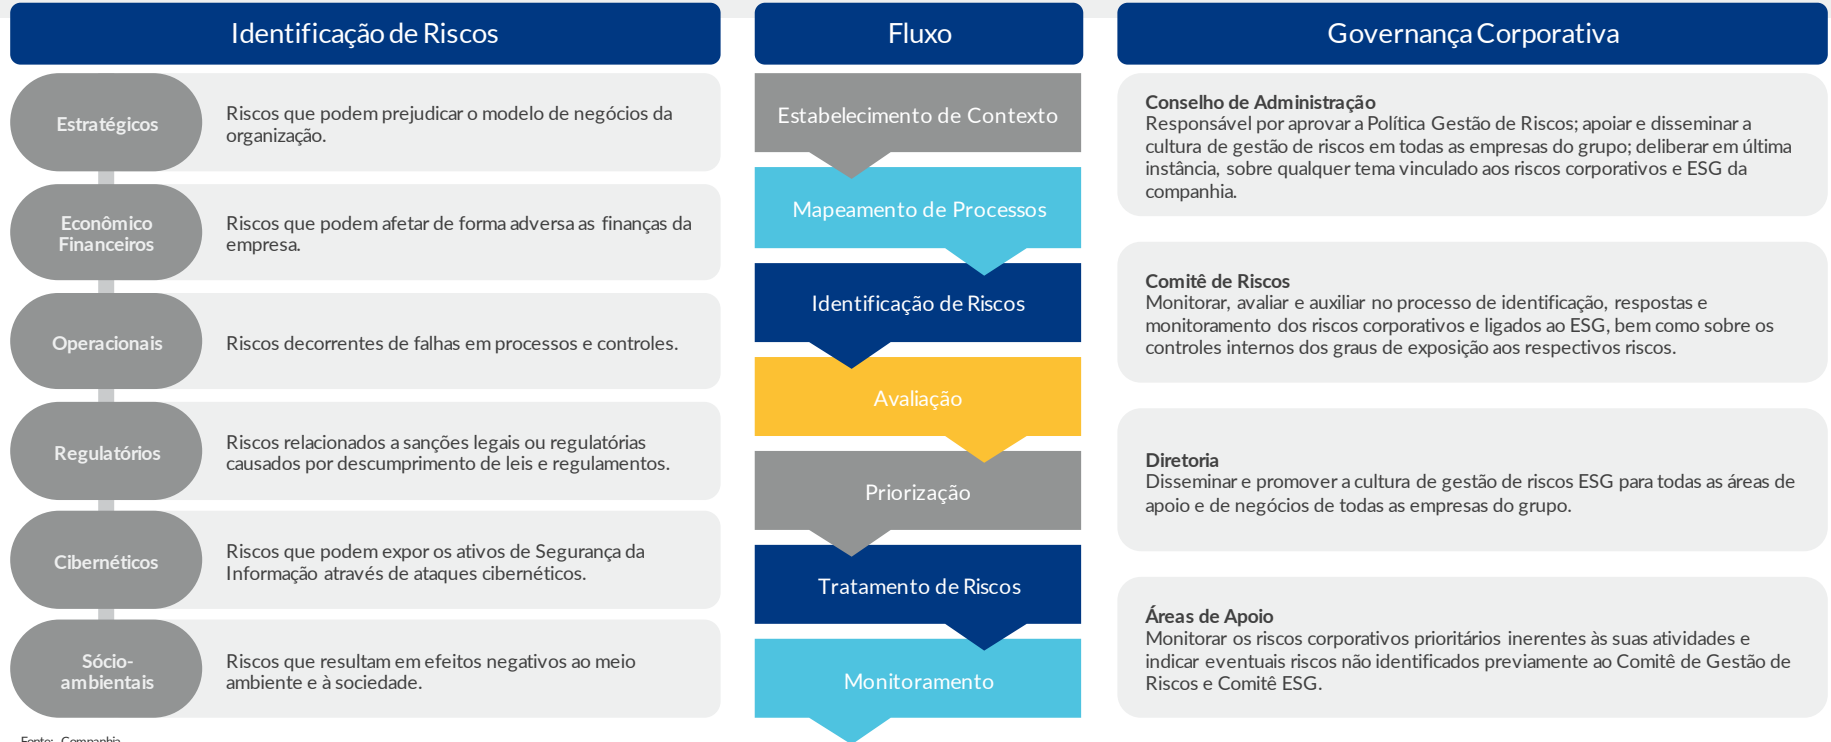 Identificação de Riscos
Estratégicos
Riscos que podem prejudicar o modelo de negócios da
organização.
Econômico
Financeiros
Riscos que podem afetar de forma adversa as finanças da
empresa.
Operacionais
Riscos decorrentes de falhas em processos e controles.
Regulatórios
Riscos relacionados a sanções legais ou regulatórias
causados por descumprimento de leis e regulamentos.
Cibernéticos
Riscos que podem expor os ativos de Segurança da
Informação através de ataques cibernéticos.
Sócio-
ambientais
Riscos que resultam em efeitos negativos ao meio
ambiente e à sociedade.
Fonte: Companhia
Fluxo
Estabelecimento de Contexto
Mapeamento de Processos
Identificação de Riscos
Avaliação
Priorização
Tratamento de Riscos
Monitoramento
Governança Corporativa
Conselho de Administração
Responsável por aprovar a Política Gestão de Riscos; apoiar e disseminar a
cultura de gestão de riscos em todas as empresas do grupo; deliberar em última
instância, sobre qualquer tema vinculado aos riscos corporativos e ESG da
companhia.
Comitê de Riscos
Monitorar, avaliar e auxiliar no processo de identificação, respostas e
monitoramento dos riscos corporativos e ligados ao ESG, bem como sobre os
controles internos dos graus de exposição aos respectivos riscos.
Diretoria
Disseminar e promover a cultura de gestão de riscos ESG para todas as áreas de
apoio e de negócios de todas as empresas do grupo.
Áreas de Apoio
Monitorar os riscos corporativos prioritários inerentes às suas atividades e
indicar eventuais riscos não identificados previamente ao Comitê de Gestão de
Riscos e Comitê ESG.